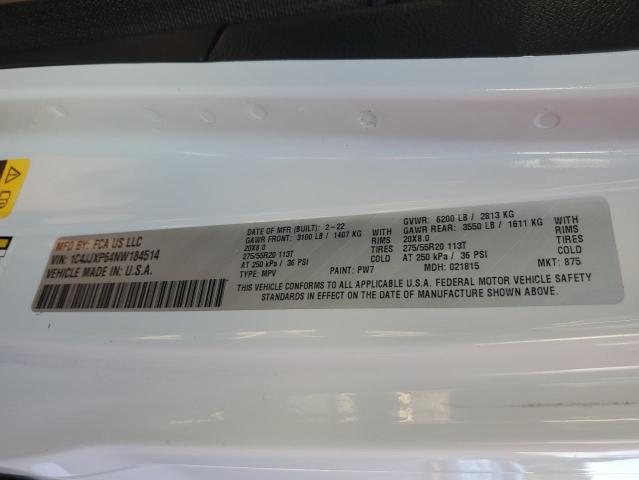 MFD BY: FCA US LLC
VIN: 1C4JJXP64NW184514
VEHICLE MADE IN U.S.A.
DATE OF MFR (BUILT): 2-22
GAWR FRONT: 3100 LB / 1407 KG WITH
20X8.0 RIMS
275/55R20 113T TIRES
AT 250 kPa / 36 PSI COLD
TYPE: MPV PAINT: PW7
GVWR: 6200 LB / 2813 KG
GAWR REAR: 3550 LB / 1611 KG WITH
20X8.0 RIMS
275/55R20 113T TIRES
AT 250 kPa / 36 PSI COLD
MDH: 021815 MKT: 875
THIS VEHICLE CONFORMS TO ALL APPLICABLE U.S.A. FEDERAL MOTOR VEHICLE SAFETY
STANDARDS IN EFFECT ON THE DATE OF MANUFACTURE SHOWN ABOVE.